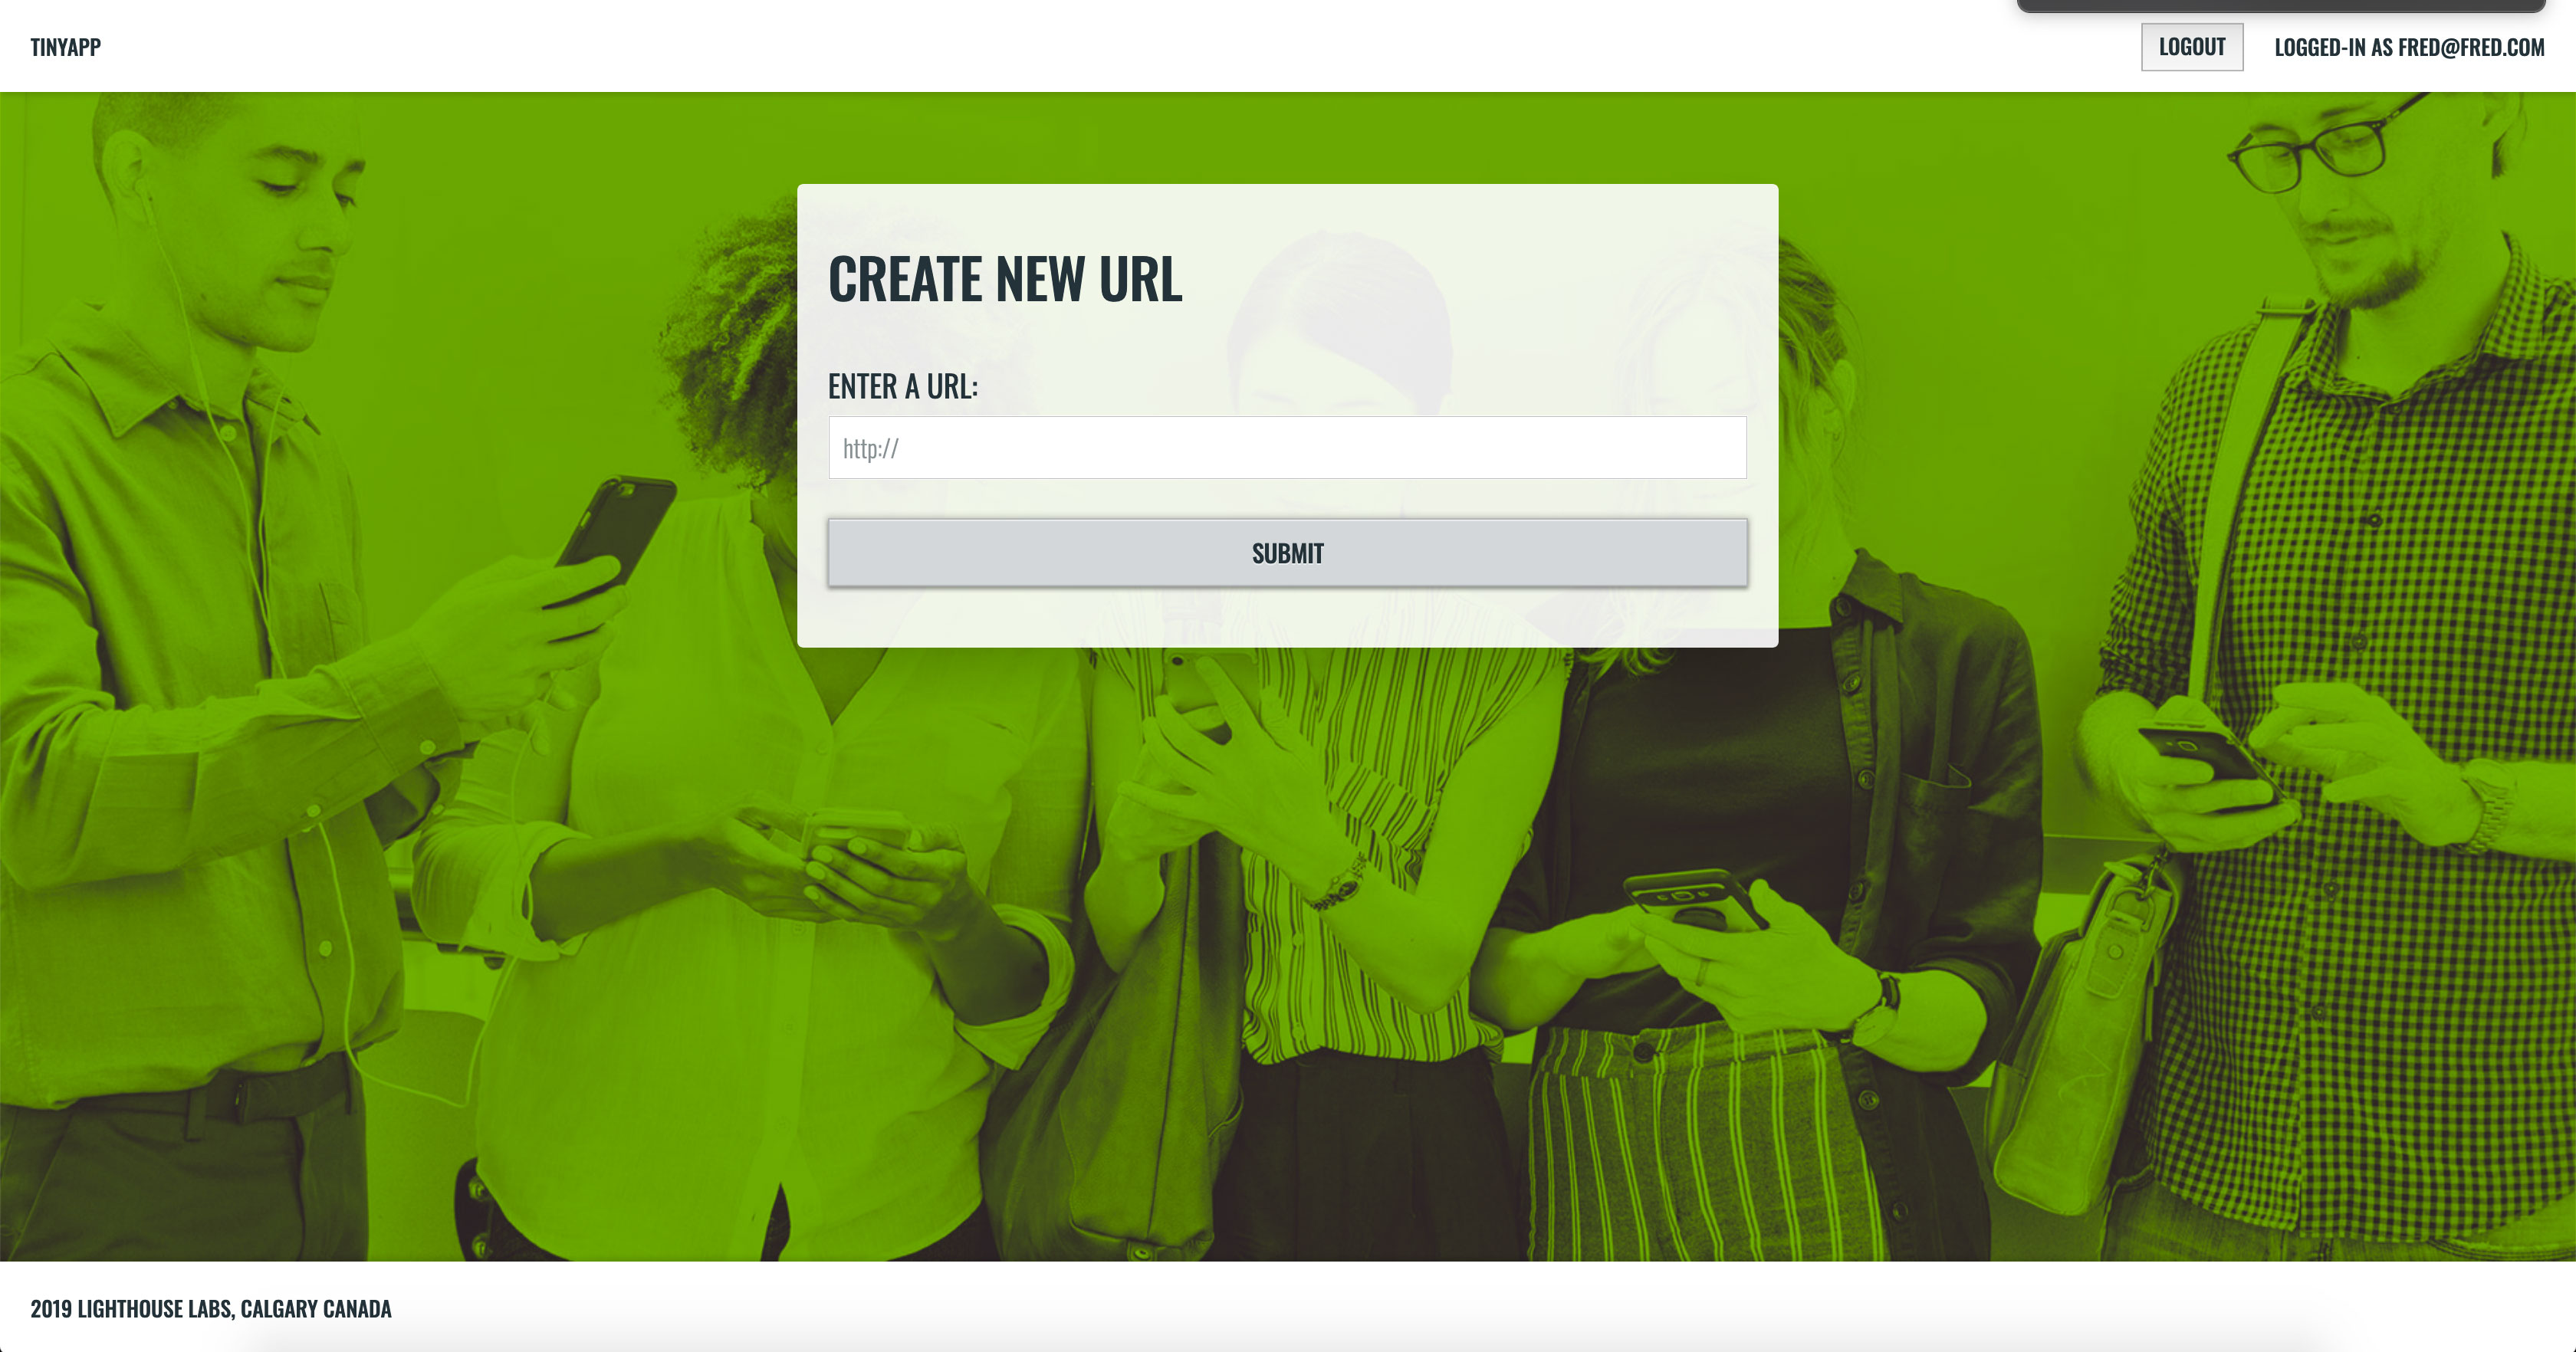 TINYAPP
LOGOUT
LOGGED-IN AS FRED@FRED.COM
CREATE NEW URL
ENTER A URL:
http://
SUBMIT
2019 LIGHTHOUSE LABS, CALGARY CANADA